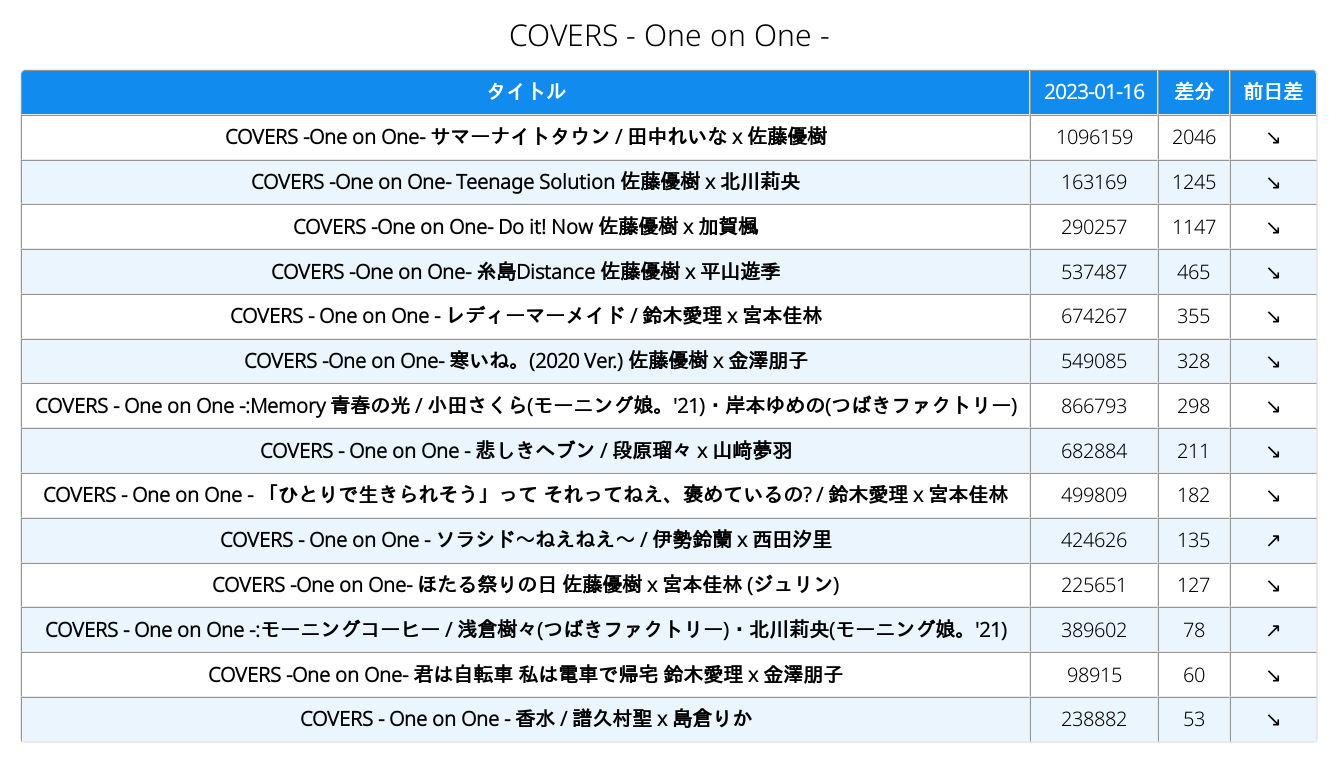 COVERS - One on One -
タイトル 2023-01-16 差分 前日差
COVERS -One on One- サマーナイトタウン / 田中れいな x 佐藤優樹 1096159 2046 ↘
COVERS -One on One- Teenage Solution 佐藤優樹 x 北川莉央 163169 1245 ↘
COVERS -One on One- Do it! Now 佐藤優樹 x 加賀楓 290257 1147 ↘
COVERS -One on One- 糸島Distance 佐藤優樹 x 平山遊季 537487 465 ↘
COVERS - One on One - レディーマーメイド / 鈴木愛理 x 宮本佳林 674267 355 ↘
COVERS -One on One- 寒いね。(2020 Ver.) 佐藤優樹 x 金澤朋子 549085 328 ↘
COVERS - One on One -:Memory 青春の光 / 小田さくら(モーニング娘。'21)・岸本ゆめの(つばきファクトリー) 866793 298 ↘
COVERS - One on One - 悲しきヘブン / 段原瑠々 x 山﨑夢羽 682884 211 ↘
COVERS - One on One - 「ひとりで生きられそう」って それってねえ、褒めているの? / 鈴木愛理 x 宮本佳林 499809 182 ↘
COVERS - One on One - ソラシド～ねえねえ～ / 伊勢鈴蘭 x 西田汐里 424626 135 ↗
COVERS -One on One- ほたる祭りの日 佐藤優樹 x 宮本佳林 (ジュリン) 225651 127 ↘
COVERS - One on One -:モーニングコーヒー / 浅倉樹々(つばきファクトリー)・北川莉央(モーニング娘。'21) 389602 78 ↗
COVERS -One on One- 君は自転車 私は電車で帰宅 鈴木愛理 x 金澤朋子 98915 60 ↘
COVERS - One on One - 香水 / 譜久村聖 x 島倉りか 238882 53 ↘